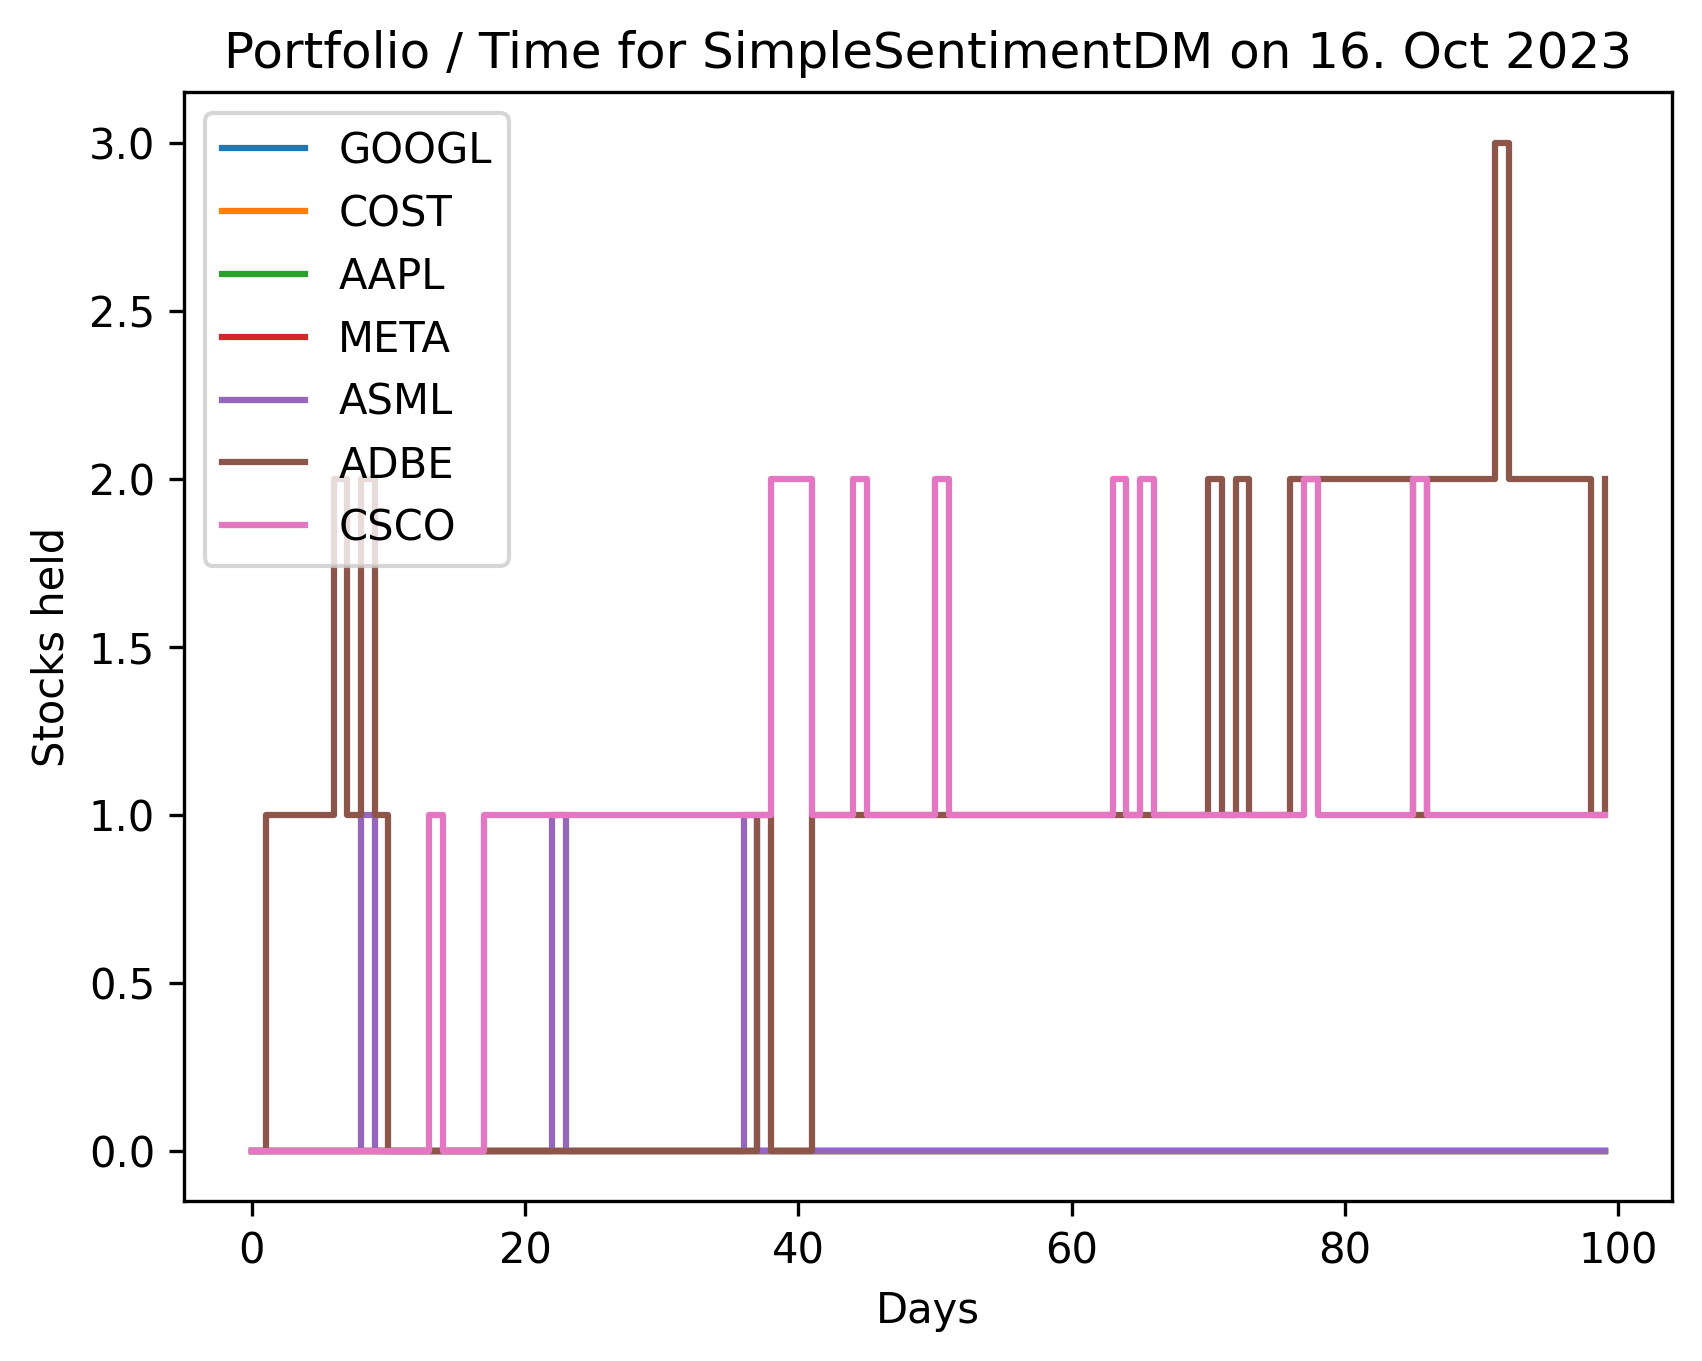 Portfolio / Time for SimpleSentimentDM on 16. Oct 2023
3.0
2.5
2.0
1.5
1.0
0.5
0.0
Stocks held
GOOGL
COST
AAPL
META
ASML
ADBE
CSCO
0 20 40 60 80 100
Days